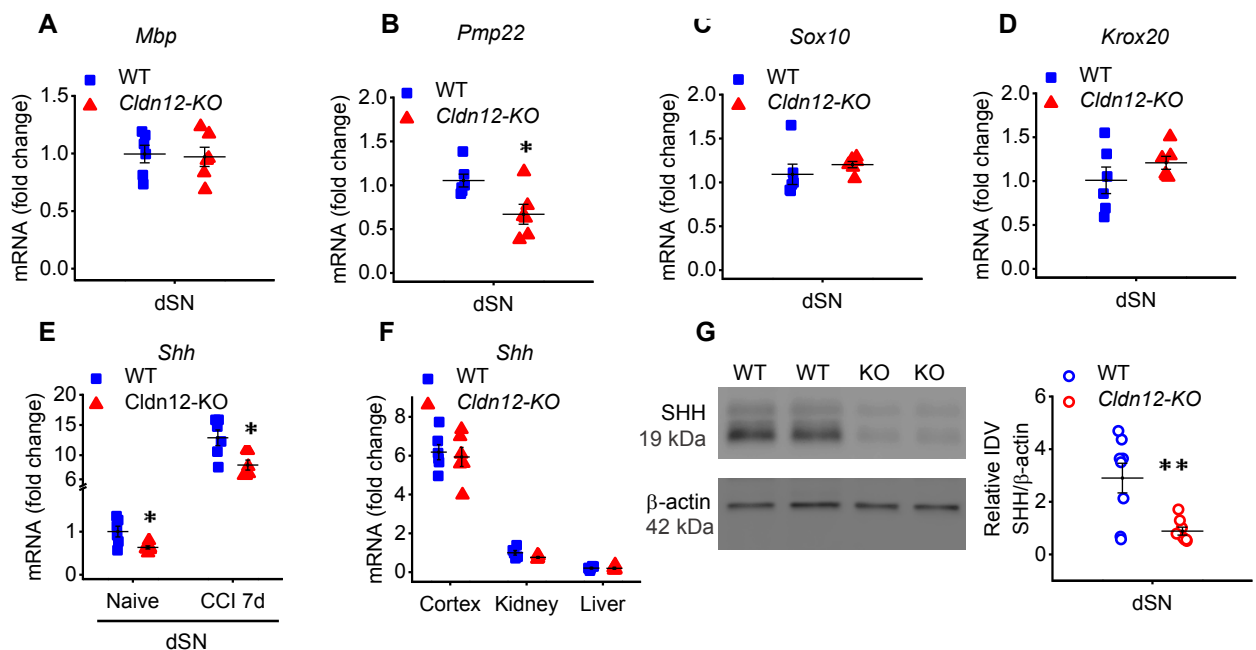 A
Mbp
WT
Cldn12-KO
mRNA (fold change)
1.5
1.0
0.5
0.0
dSN
B
Pmp22
WT
Cldn12-KO
mRNA (fold change)
2.0
1.5
1.0
0.5
0.0
*
dSN
C
Sox10
WT
Cldn12-KO
mRNA (fold change)
2.0
1.5
1.0
0.5
0.0
dSN
D
Krox20
WT
Cldn12-KO
mRNA (fold change)
2.0
1.5
1.0
0.5
0.0
dSN
E
Shh
WT
Cldn12-KO
mRNA (fold change)
20
15
10
6
1
0
*
*
Naive CCI 7d
dSN
F
Shh
WT
Cldn12-KO
mRNA (fold change)
8
6
4
2
0
Cortex Kidney Liver
G
WT WT KO KO
SHH
19 kDa
β-actin
42 kDa
WT
Cldn12-KO
Relative IDV
SHH/β-actin
6
4
2
0
**
dSN